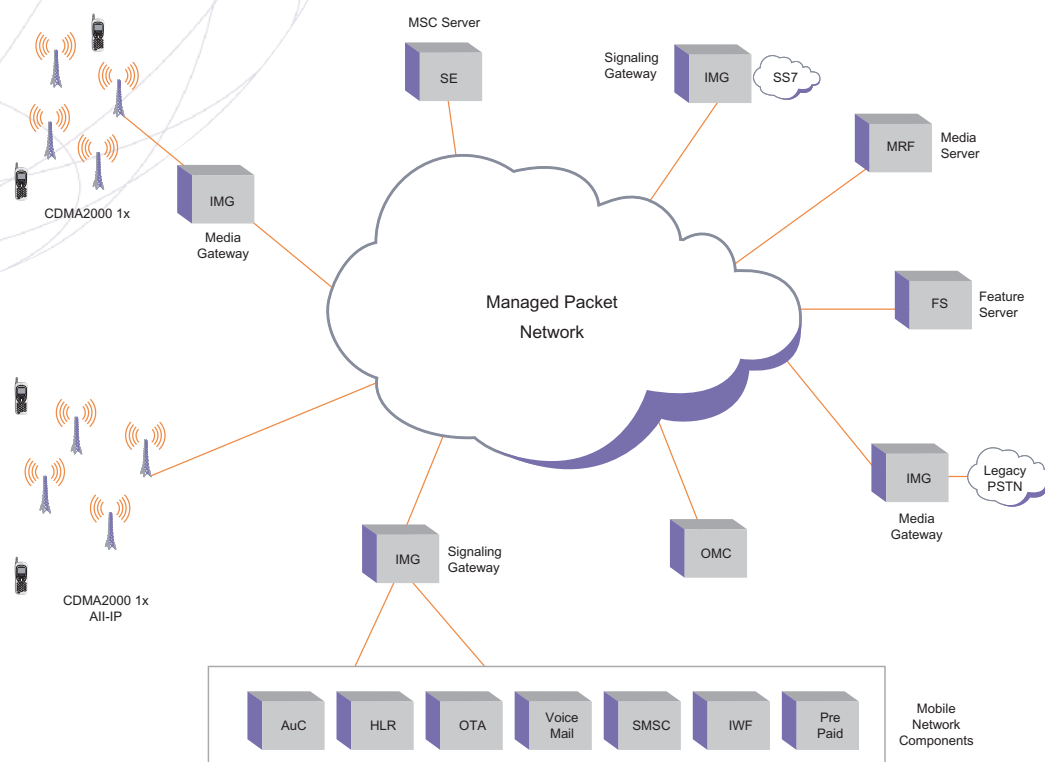 MSC Server
SE
Signaling
Gateway
IMG
SS7
MRF
Media
Server
CDMA2000 1x
IMG
Media
Gateway
Managed Packet
Network
FS
Feature
Server
IMG
Legacy
PSTN
Media
Gateway
IMG
Signaling
Gateway
OMC
CDMA2000 1x
All-IP
AuC
HLR
OTA
Voice
Mail
SMSC
IWF
Pre
Paid
Mobile
Network
Components